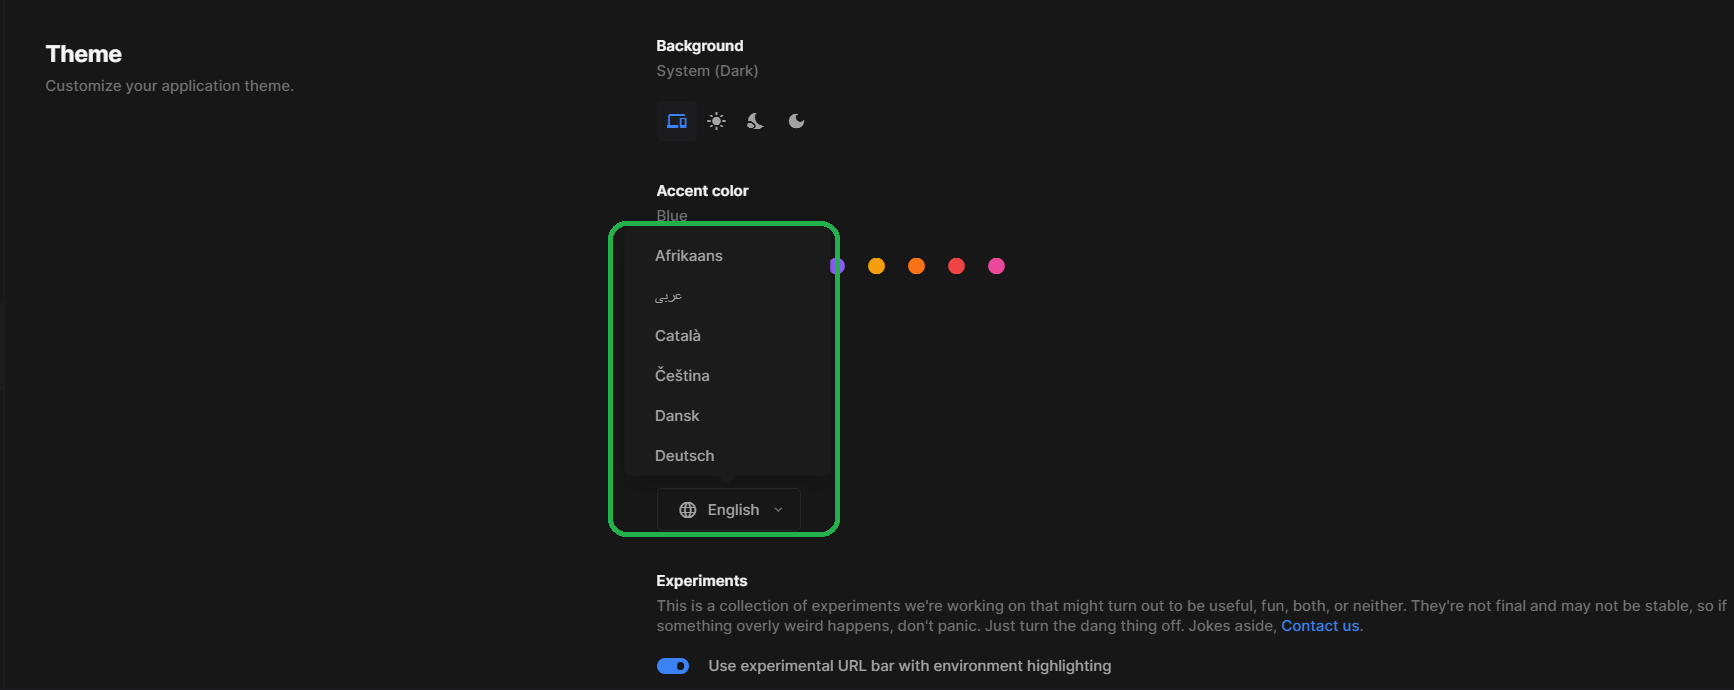 Theme
Customize your application theme.
Background
System (Dark)
Accent color
Blue
Afrikaans
عربى
Català
Čeština
Dansk
Deutsch
English
Experiments
This is a collection of experiments we're working on that might turn out to be useful, fun, both, or neither. They're not final and may not be stable, so if
something overly weird happens, don't panic. Just turn the dang thing off. Jokes aside, Contact us.
Use experimental URL bar with environment highlighting